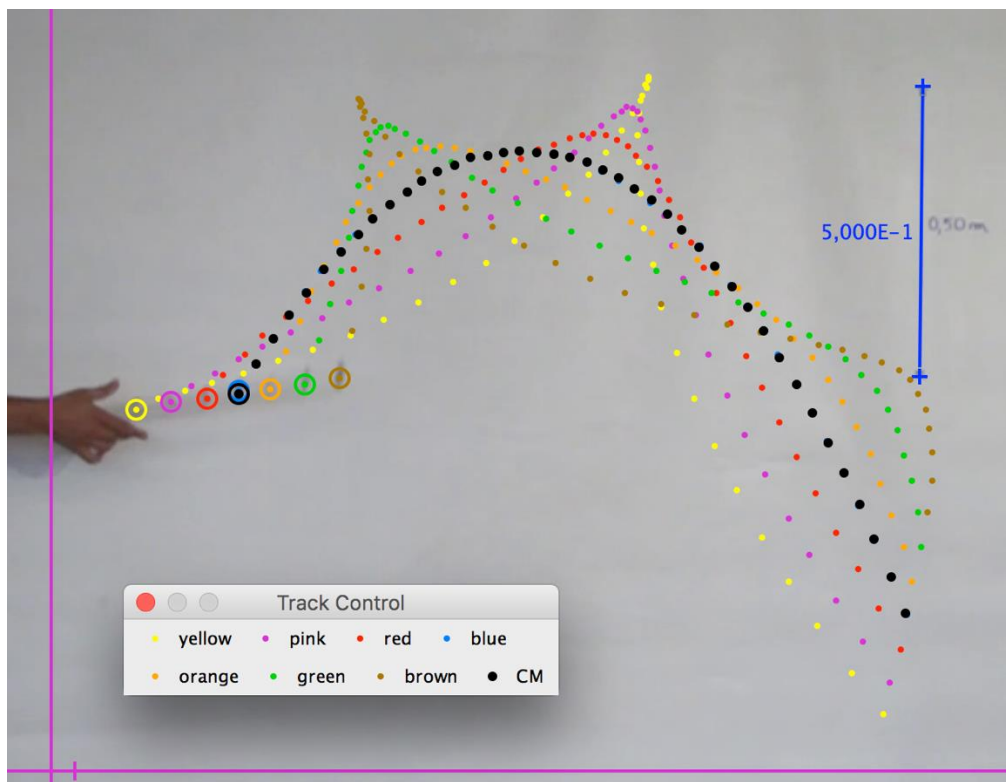 5,000E-1
0,50 m
Track Control
yellow pink red blue
orange green brown CM